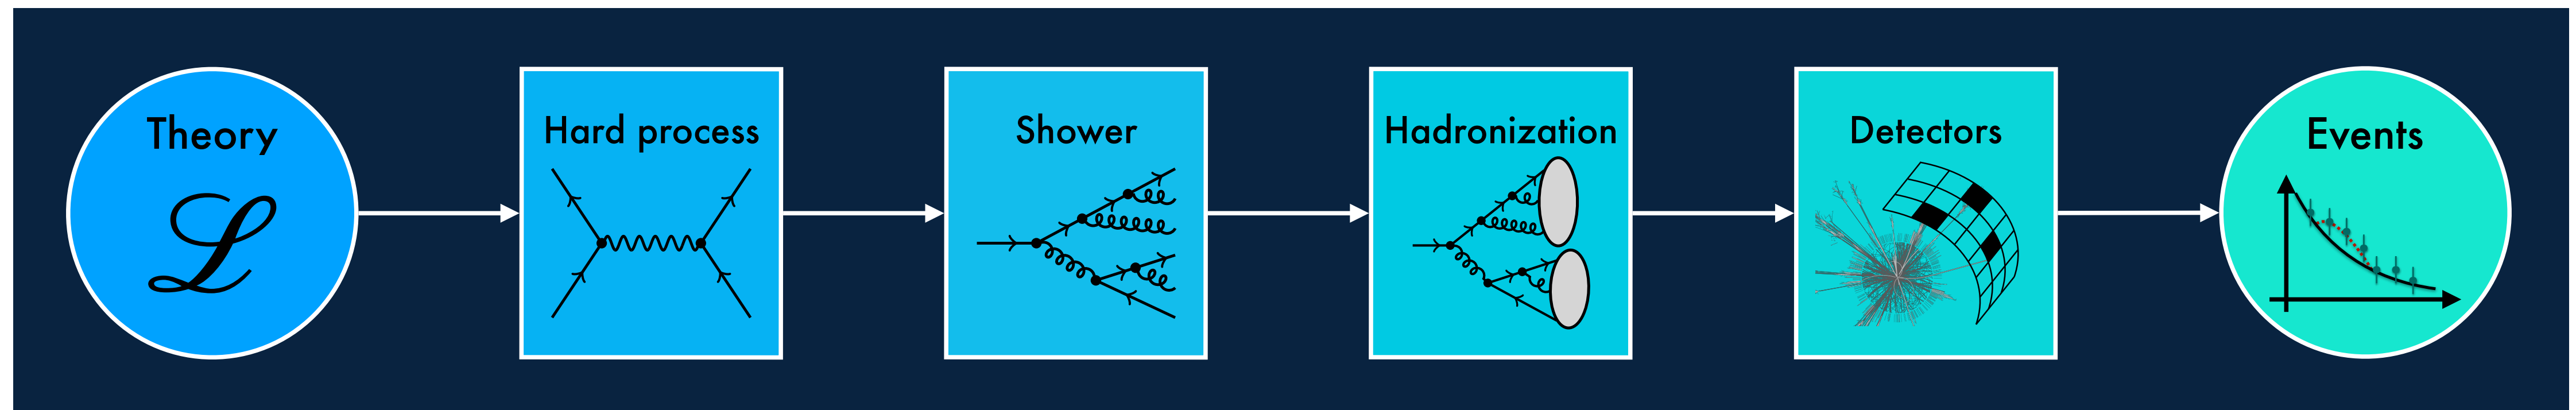 Theory
ℒ
Hard process
Shower
Hadronization
Detectors
Events